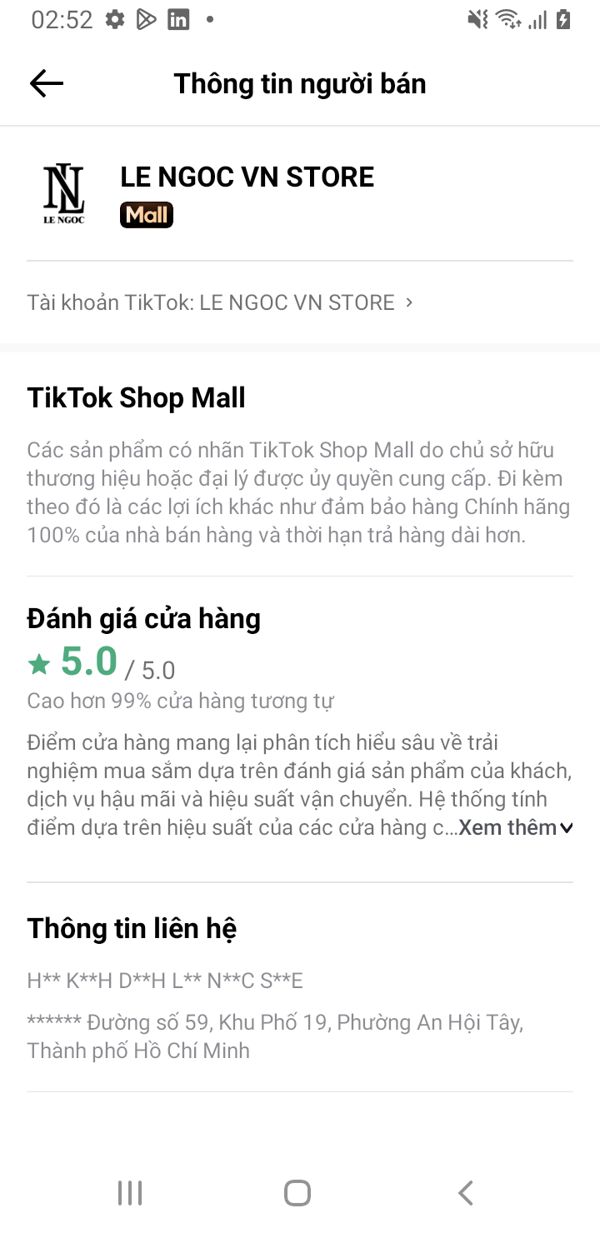 02:52
Thông tin người bán
NL
LE NGOC
LE NGOC VN STORE
Mall
Tài khoản TikTok: LE NGOC VN STORE
TikTok Shop Mall
Các sản phẩm có nhãn TikTok Shop Mall do chủ sở hữu
thương hiệu hoặc đại lý được ủy quyền cung cấp. Đi kèm
theo đó là các lợi ích khác như đảm bảo hàng Chính hãng
100% của nhà bán hàng và thời hạn trả hàng dài hơn.
Đánh giá cửa hàng
5.0 / 5.0
Cao hơn 99% cửa hàng tương tự
Điểm cửa hàng mang lại phân tích hiểu sâu về trải
nghiệm mua sắm dựa trên đánh giá sản phẩm của khách,
dịch vụ hậu mãi và hiệu suất vận chuyển. Hệ thống tính
điểm dựa trên hiệu suất của các cửa hàng c...Xem thêm
Thông tin liên hệ
H** K**H D**H L** N**C S**E
****** Đường số 59, Khu Phố 19, Phường An Hội Tây,
Thành phố Hồ Chí Minh